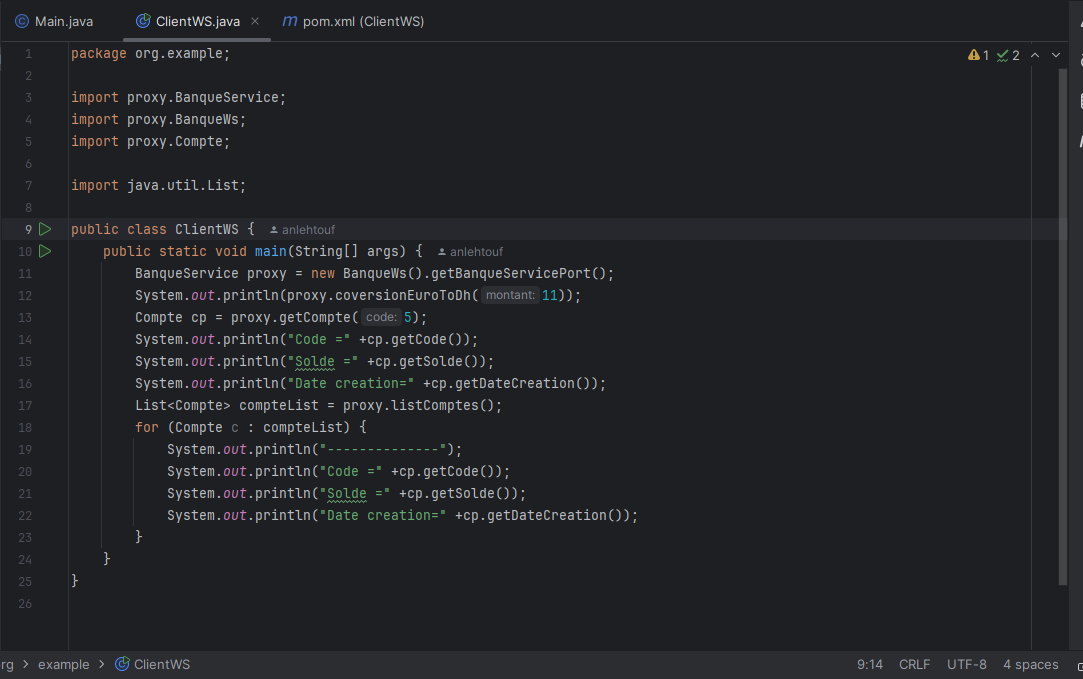 Main.java ClientWS.java pom.xml (ClientWS)
1 package org.example; 1 2
2
3 import proxy.BanqueService;
4 import proxy.BanqueWs;
5 import proxy.Compte;
6
7 import java.util.List;
8
9 public class ClientWS { anlehtouf
10 public static void main(String[] args) { anlehtouf
11 BanqueService proxy = new BanqueWs().getBanqueServicePort();
12 System.out.println(proxy.coversionEuroToDh( montant: 11));
13 Compte cp = proxy.getCompte( code: 5);
14 System.out.println("Code =" +cp.getCode());
15 System.out.println("Solde =" +cp.getSolde());
16 System.out.println("Date creation=" +cp.getDateCreation());
17 List<Compte> compteList = proxy.listComptes();
18 for (Compte c : compteList) {
19 System.out.println("--------------");
20 System.out.println("Code =" +cp.getCode());
21 System.out.println("Solde =" +cp.getSolde());
22 System.out.println("Date creation=" +cp.getDateCreation());
23 }
24 }
25 }
26
rg > example > ClientWS 9:14 CRLF UTF-8 4 spaces